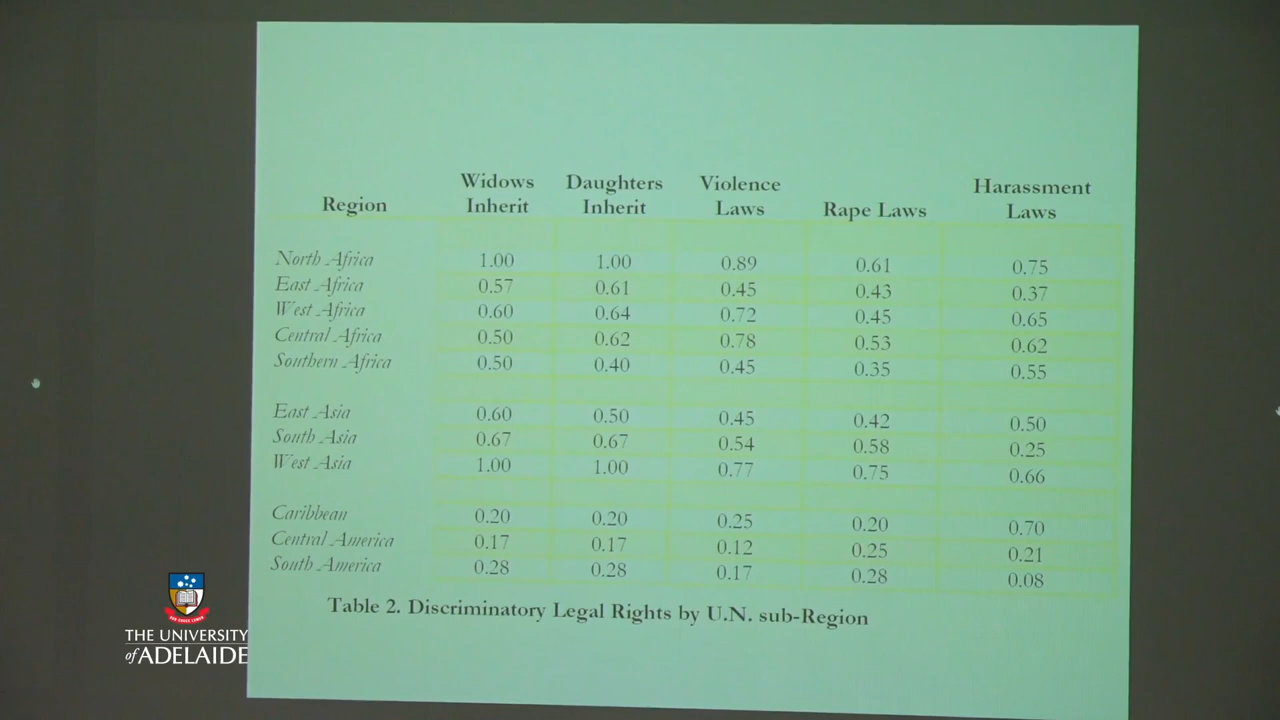 Region Widows Inherit Daughters Inherit Violence Laws Rape Laws Harassment Laws
North Africa 1.00 1.00 0.89 0.61 0.75
East Africa 0.57 0.61 0.45 0.43 0.37
West Africa 0.60 0.64 0.72 0.45 0.65
Central Africa 0.50 0.62 0.78 0.53 0.62
Southern Africa 0.50 0.40 0.45 0.35 0.55
East Asia 0.60 0.50 0.45 0.42 0.50
South Asia 0.67 0.67 0.54 0.58 0.25
West Asia 1.00 1.00 0.77 0.75 0.66
Caribbean 0.20 0.20 0.25 0.20 0.70
Central America 0.17 0.17 0.12 0.25 0.21
South America 0.28 0.28 0.17 0.28 0.08
Table 2. Discriminatory Legal Rights by U.N. sub-Region
THE UNIVERSITY
of ADELAIDE